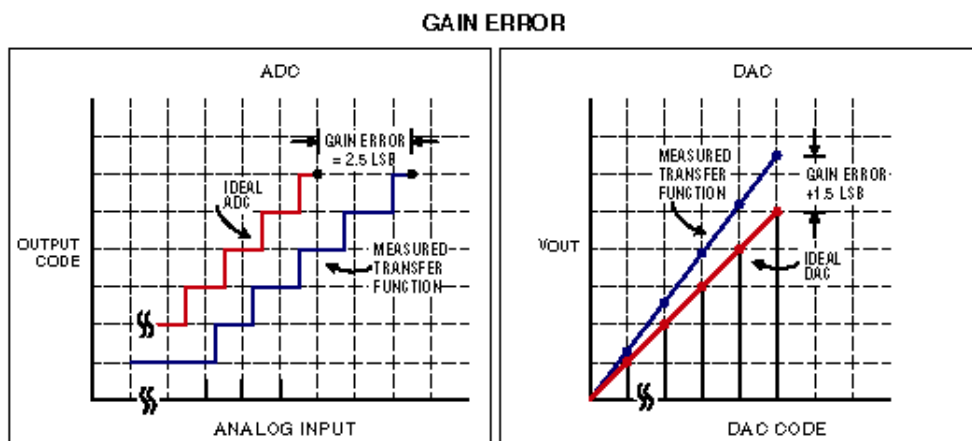 GAIN ERROR
ADC
GAIN ERROR
= 2.5 LSB
IDEAL
ADC
OUTPUT
CODE
MEASURED
TRANSFER
FUNCTION
ANALOG INPUT
DAC
MEASURED
TRANSFER
FUNCTION
GAIN ERROR
+1.5 LSB
VOUT
IDEAL
DAC
DAC CODE